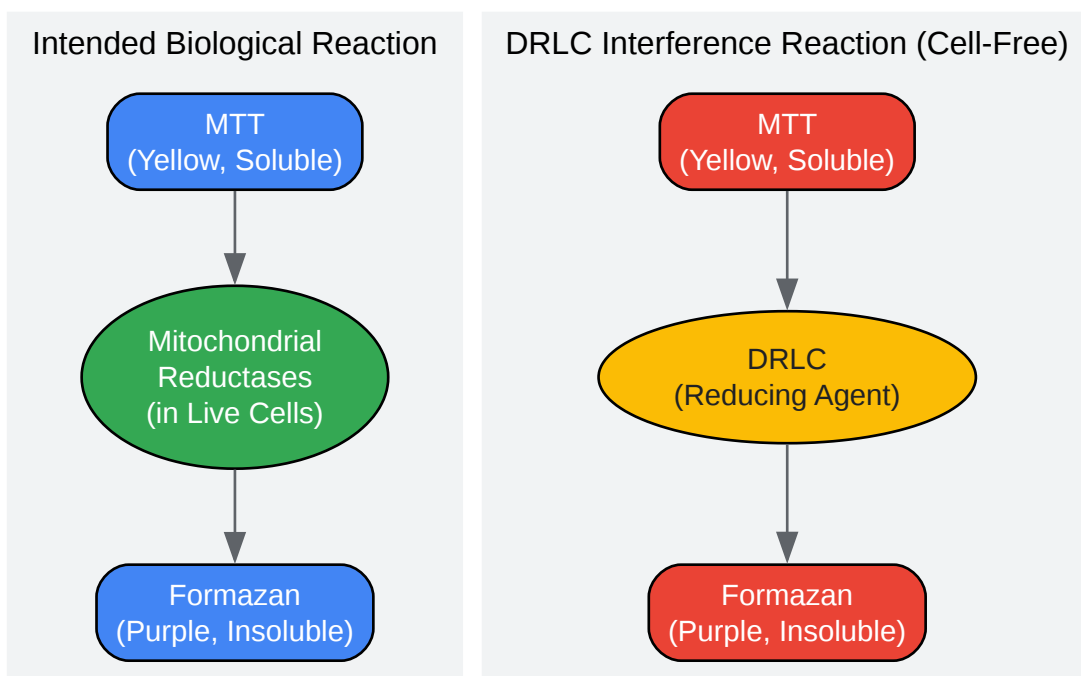 Intended Biological Reaction
MTT
(Yellow, Soluble)
Mitochondrial
Reductases
(in Live Cells)
Formazan
(Purple, Insoluble)
DRLC Interference Reaction (Cell-Free)
MTT
(Yellow, Soluble)
DRLC
(Reducing Agent)
Formazan
(Purple, Insoluble)